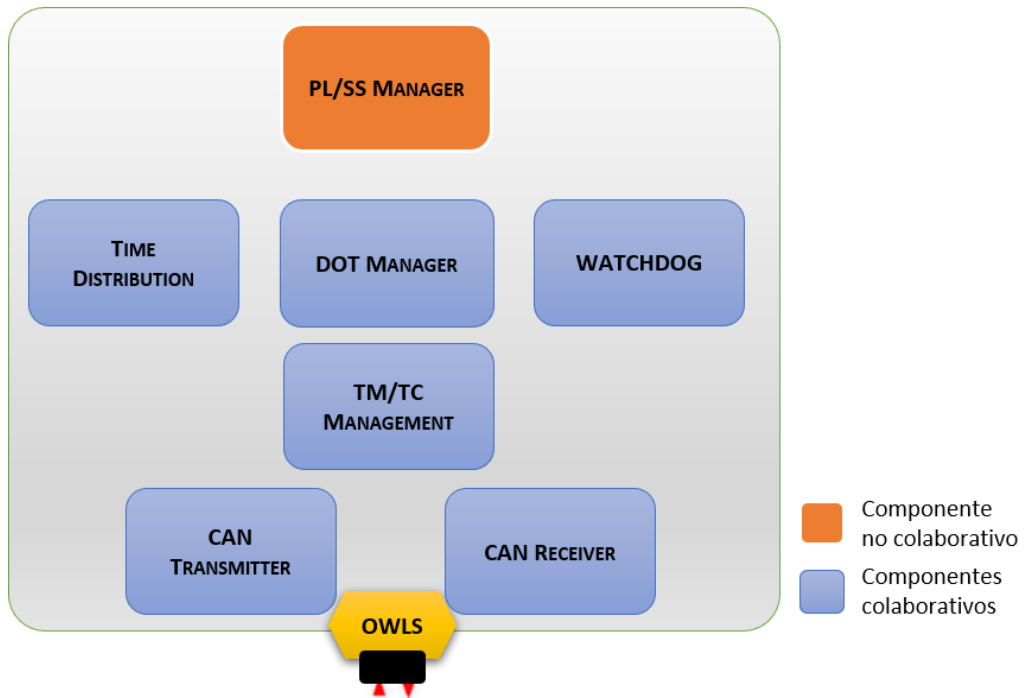 PL/SS MANAGER
TIME
DISTRIBUTION
DOT MANAGER
WATCHDOG
TM/TC
MANAGEMENT
CAN
TRANSMITTER
CAN RECEIVER
OWLS
Componente
no colaborativo
Componentes
colaborativos